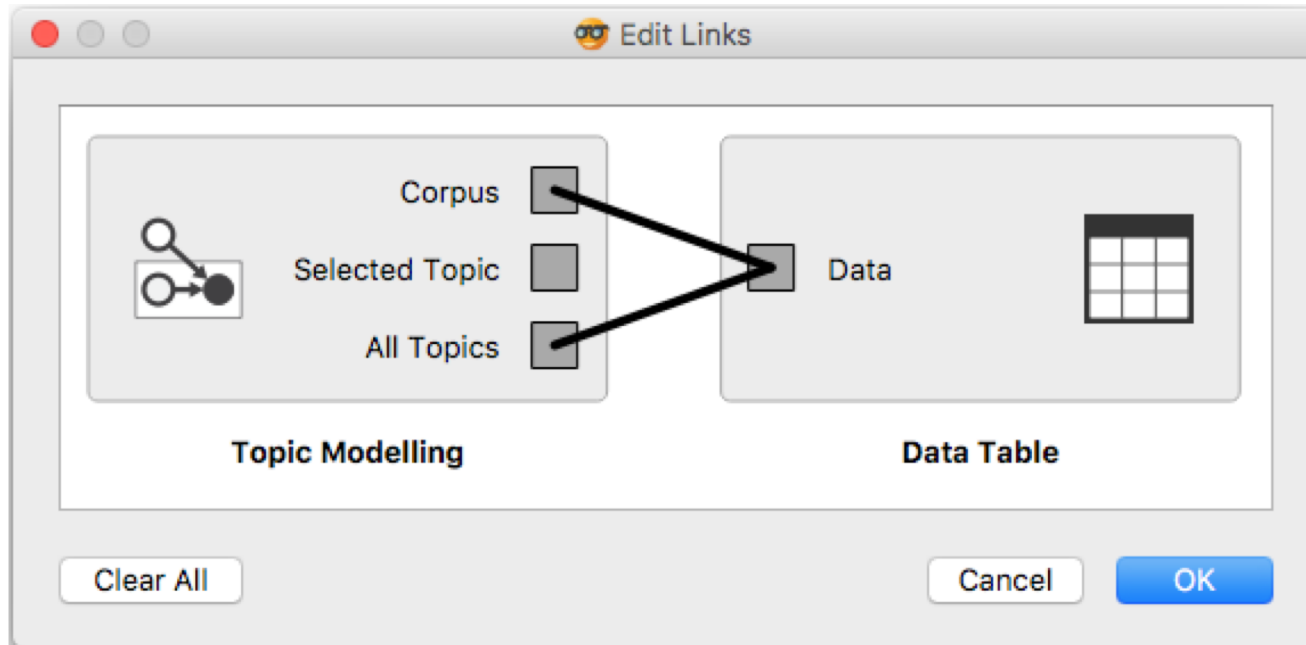 Edit Links
Corpus
Selected Topic
Data
All Topics
Topic Modelling
Data Table
Clear All
Cancel
OK